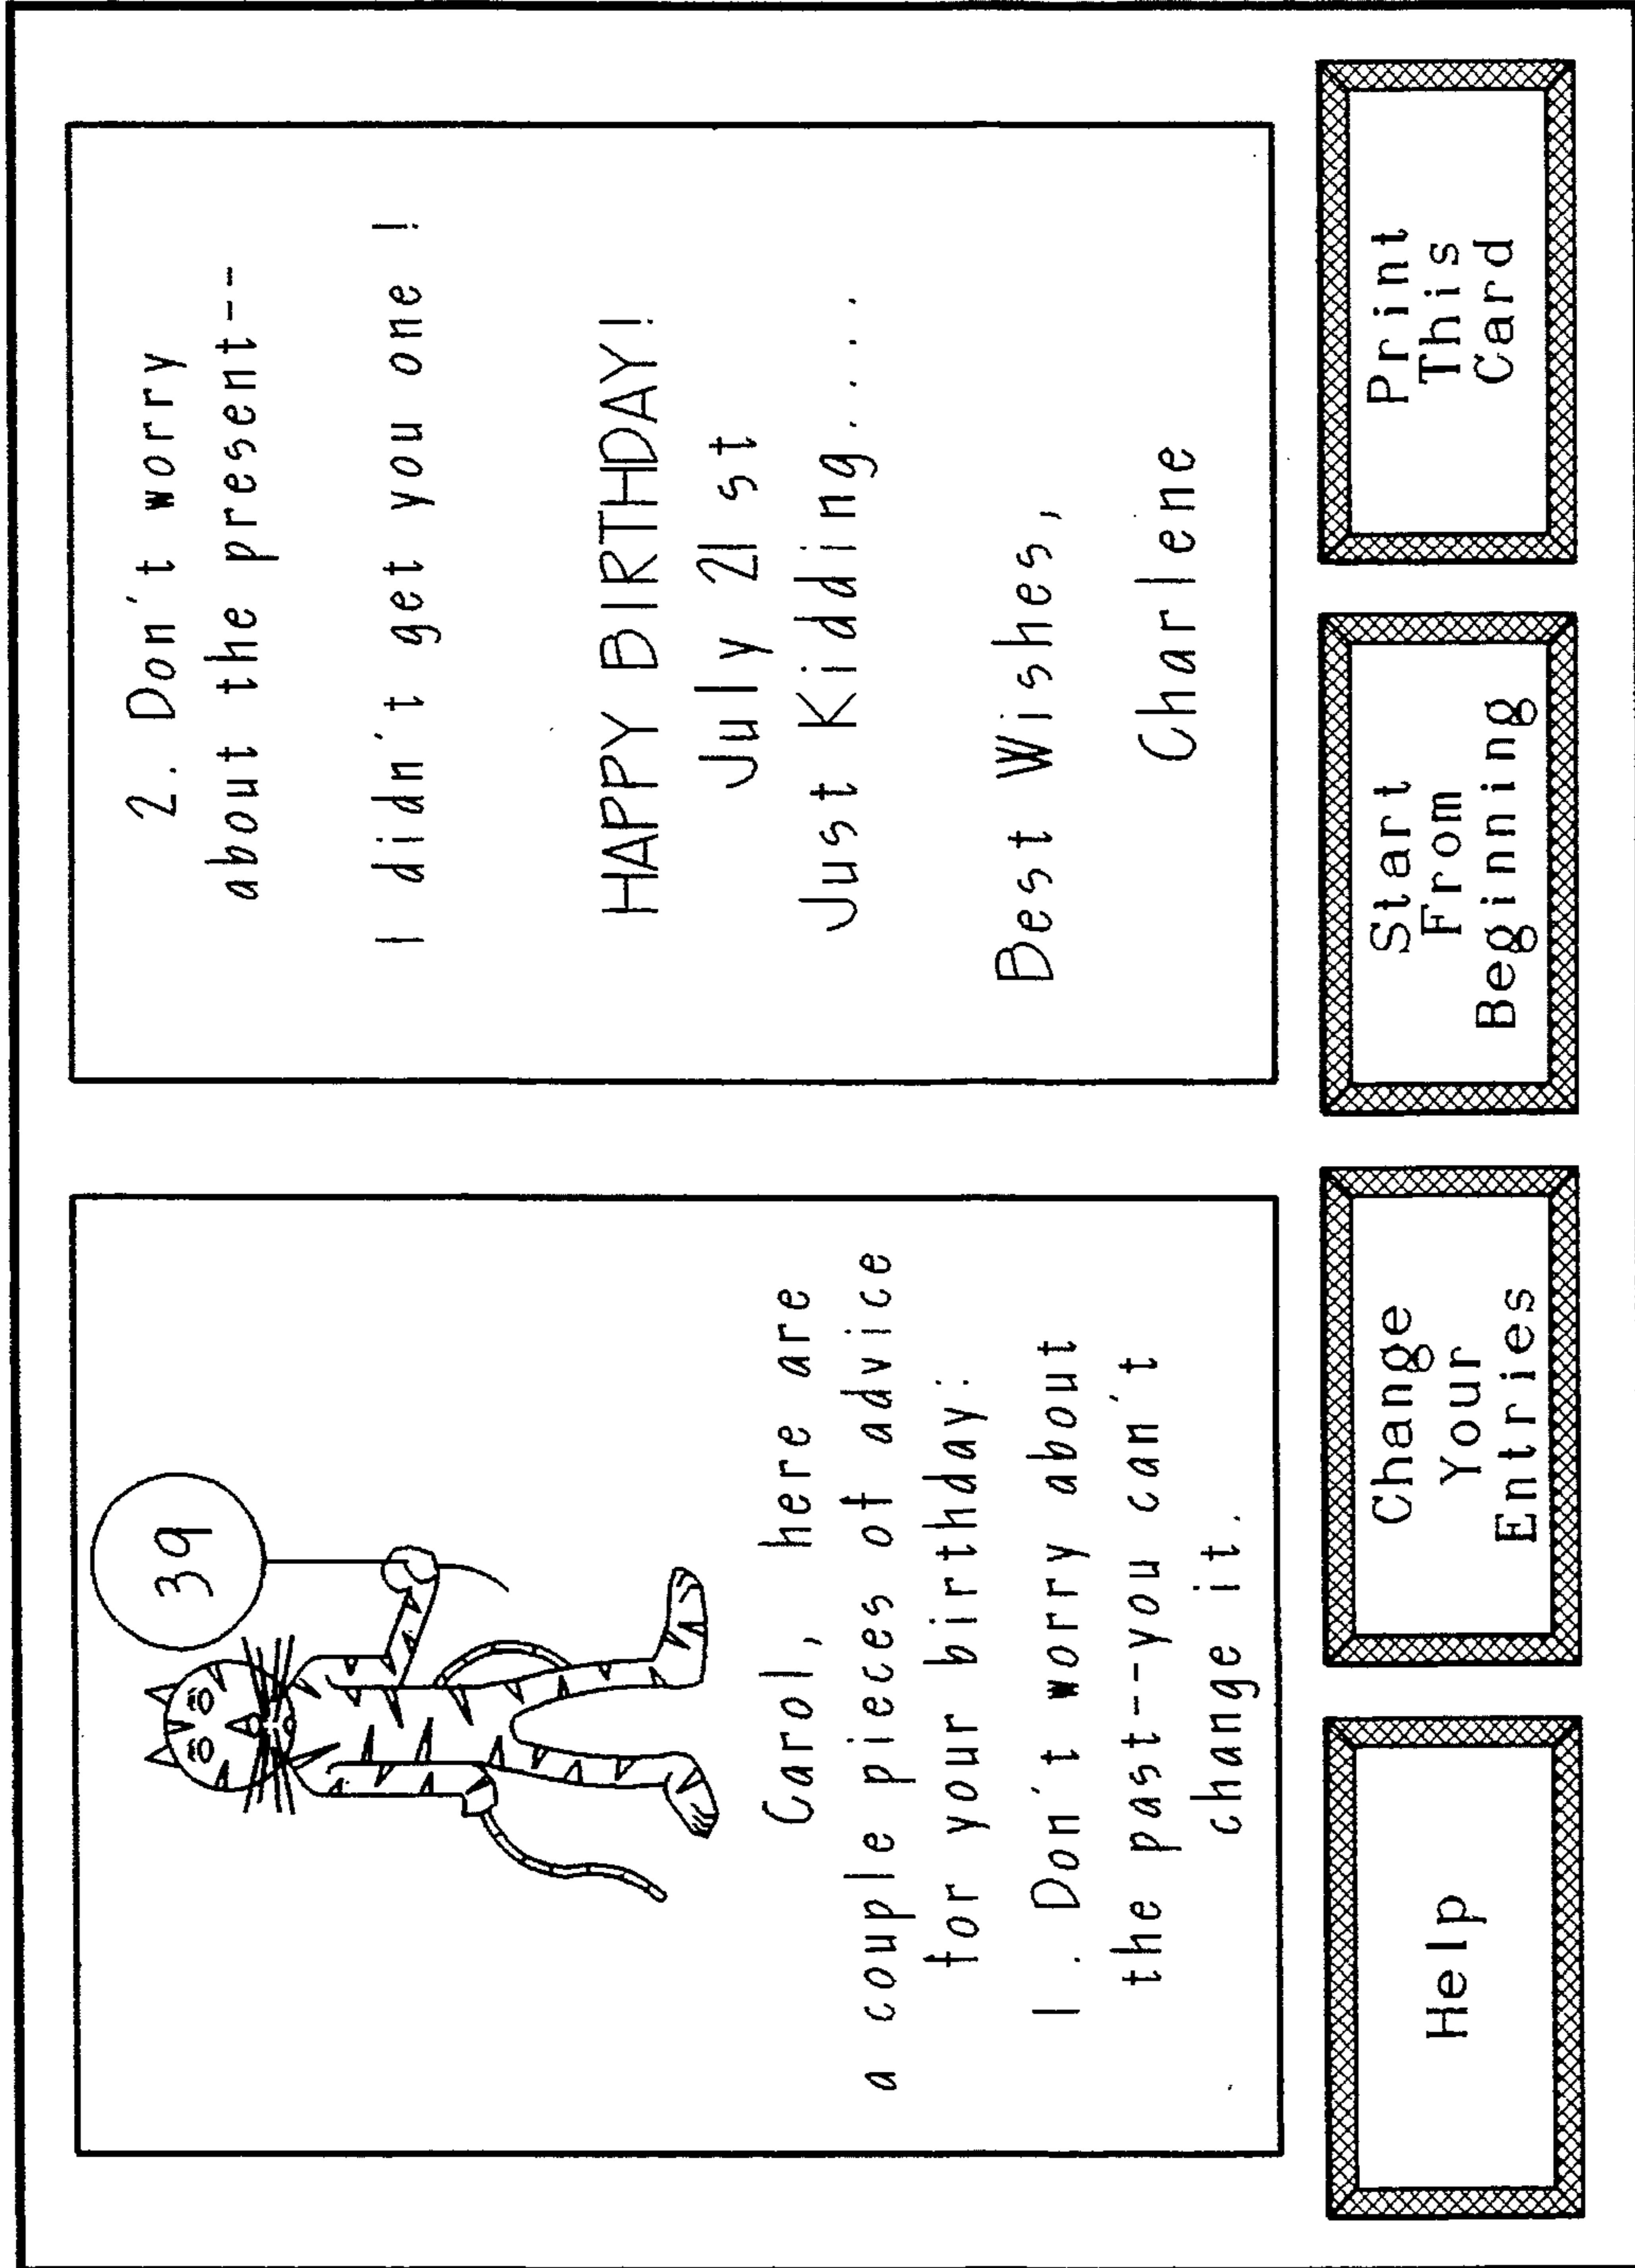 39
Carol, here are
a couple pieces of advice
for your birthday:
1. Don't worry about
the past--you can't
change it.
2. Don't worry
about the present--
I didn't get you one!
HAPPY BIRTHDAY!
July 21st
Just Kidding....
Best Wishes,
Charlene
Help
Change
Your
Entries
Start
From
Beginning
Print
This
Card